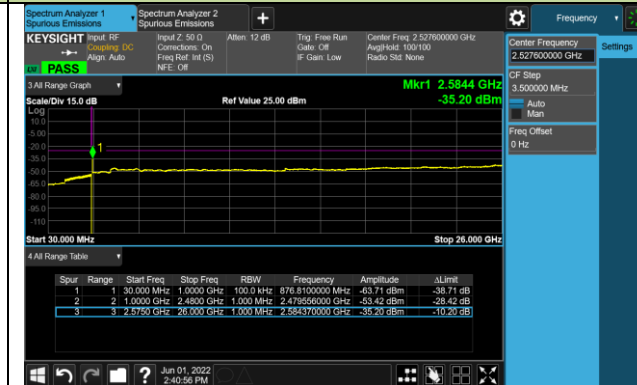 Spectrum Analyzer 1
Spurious Emissions
Spectrum Analyzer 2
Spurious Emissions
+
Frequency
KEYSIGHT
Input: RF
Coupling: DC
Align: Auto
Input Z: 50 Ω
Corrections: On
Freq Ref: Int (S)
NFE: Off
Atten: 12 dB
Trig: Free Run
Gate: Off
IF Gain: Low
Center Freq: 2.527600000 GHz
Avg|Hold: 100/100
Radio Std: None
PASS
Center Frequency
2.527600000 GHz
Settings
CF Step
3.500000 MHz
Auto
Man
Freq Offset
0 Hz
3 All Range Graph
Mkr1 2.5844 GHz
-35.20 dBm
Scale/Div 15.0 dB
Ref Value 25.00 dBm
Log
10.0
-5.00
-20.0
-35.0
-50.0
-65.0
-80.0
-95.0
-110
1
Start 30.000 MHz
Stop 26.000 GHz
4 All Range Table
Spur Range Start Freq Stop Freq RBW Frequency Amplitude ΔLimit
1 1 30.000 MHz 1.0000 GHz 100.0 kHz 876.8100000 MHz -63.71 dBm -38.71 dB
2 2 1.0000 GHz 2.4800 GHz 1.000 MHz 2.479556000 GHz -53.42 dBm -28.42 dB
3 3 2.5750 GHz 26.000 GHz 1.000 MHz 2.584370000 GHz -35.20 dBm -10.20 dB
?
Jun 01, 2022
2:40:56 PM